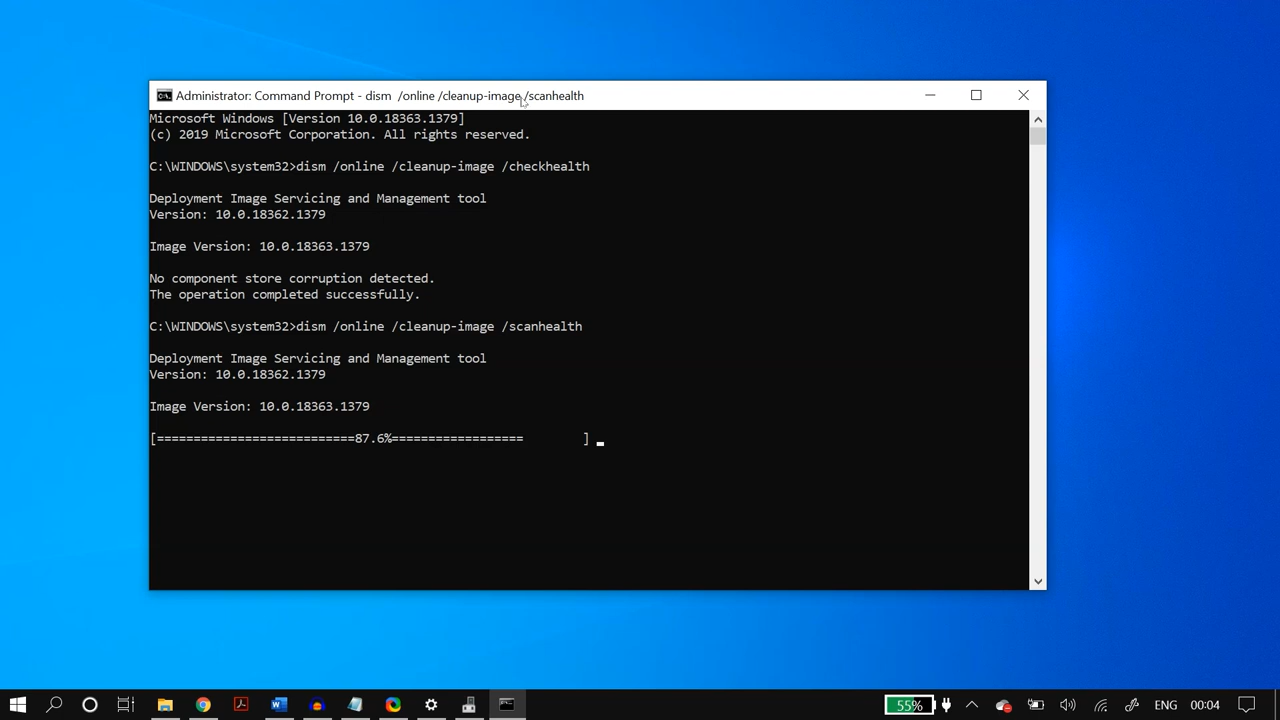 Administrator: Command Prompt - dism  /online /cleanup-image /scanhealth
Microsoft Windows [Version 10.0.18363.1379]
(c) 2019 Microsoft Corporation. All rights reserved.
C:\WINDOWS\system32>dism /online /cleanup-image /checkhealth
Deployment Image Servicing and Management tool
Version: 10.0.18362.1379
Image Version: 10.0.18363.1379
No component store corruption detected.
The operation completed successfully.
C:\WINDOWS\system32>dism /online /cleanup-image /scanhealth
Deployment Image Servicing and Management tool
Version: 10.0.18362.1379
Image Version: 10.0.18363.1379
[===========================87.6%==================        ]
55% ENG 00:04